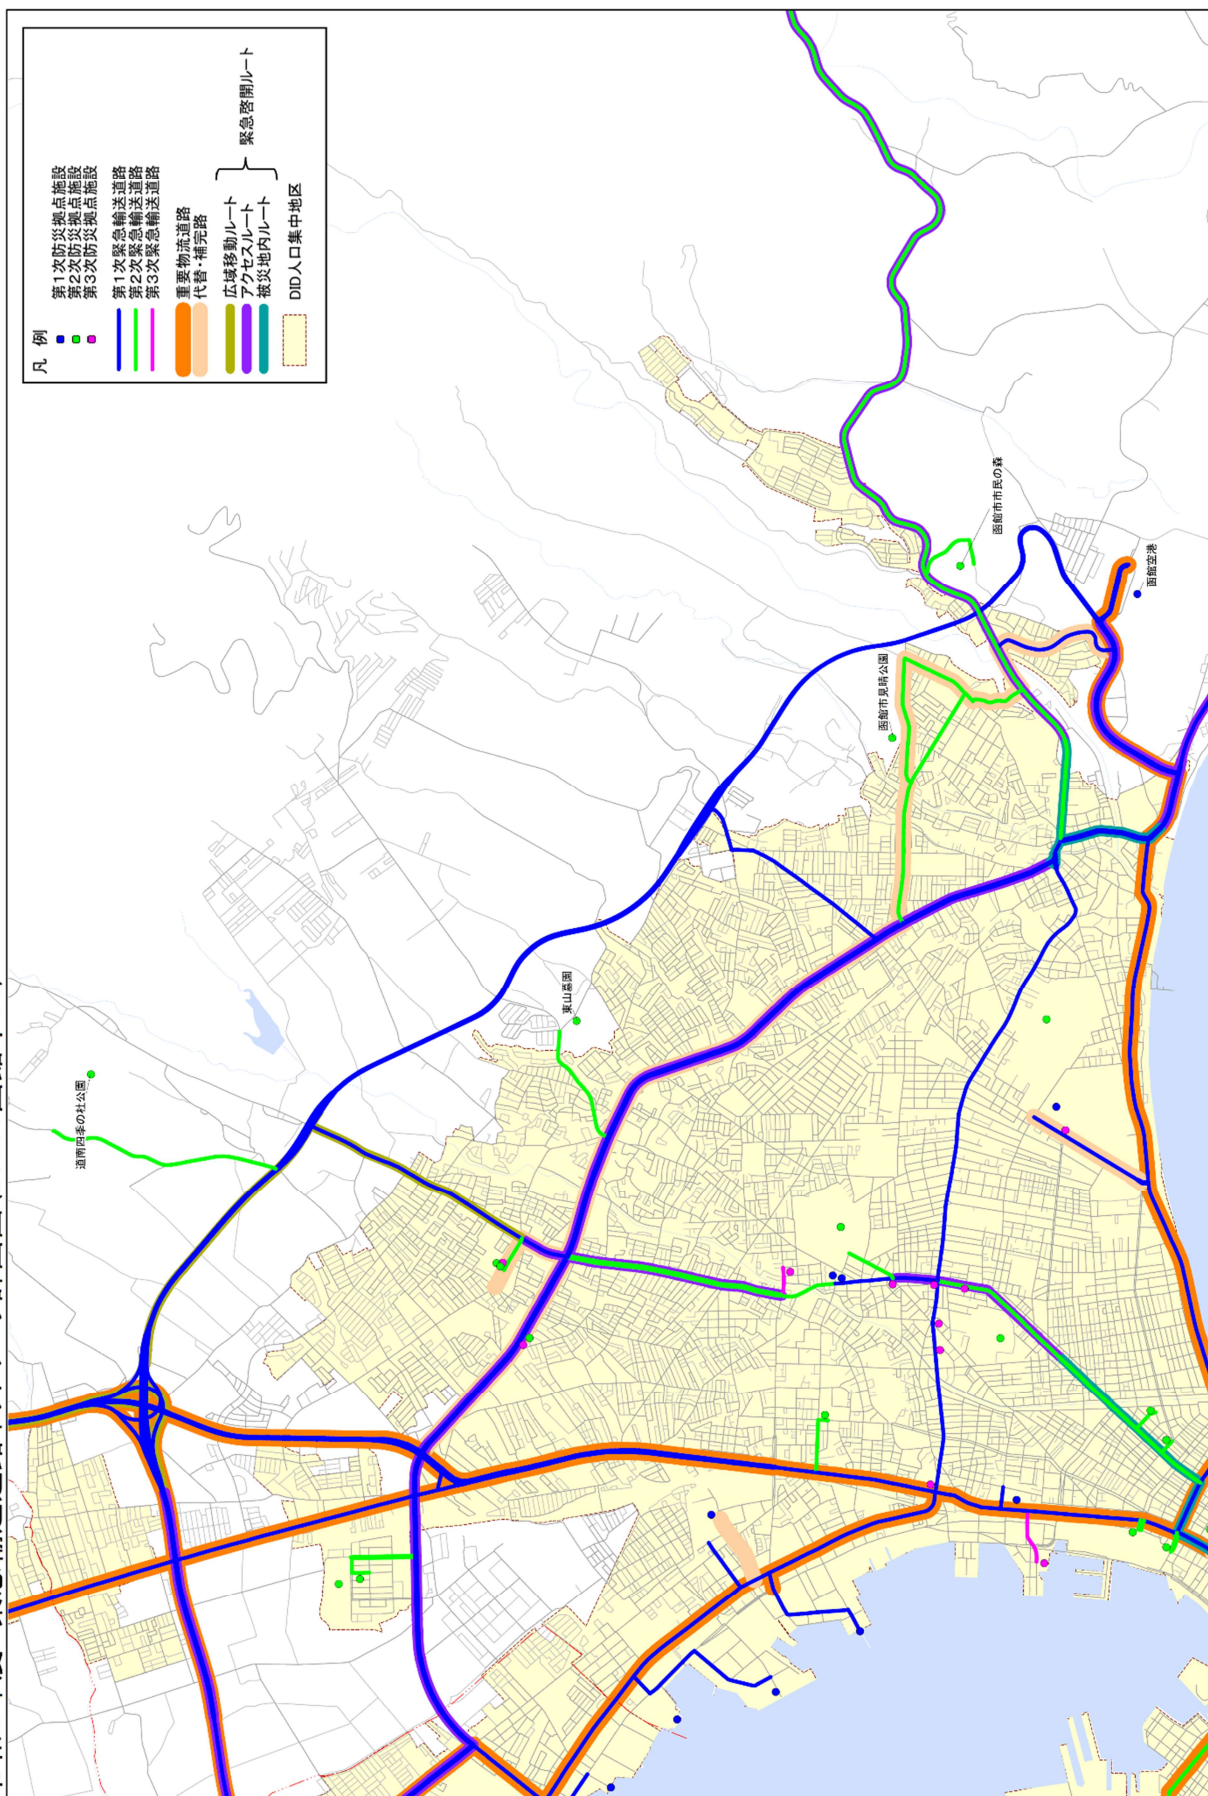 凡 例
第1次防災拠点施設
第2次防災拠点施設
第3次防災拠点施設
第1次緊急輸送道路
第2次緊急輸送道路
第3次緊急輸送道路
重要物流道路
代替・補完路
広域移動ルート
アクセスルート
被災地内ルート
緊急啓開ルート
DID人口集中地区
道南四季の杜公園
東山墓園
函館市見晴公園
函館市市民の森
函館空港